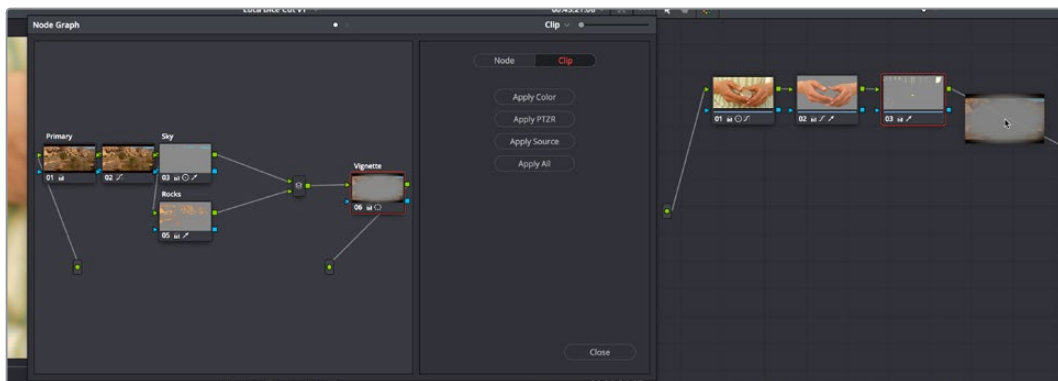 Node Graph
Clip
Node
Clip
Apply Color
Apply PTZR
Apply Source
Apply All
Close
Primary
Sky
01
02
03
Rocks
05
Vignette
06
01
02
03